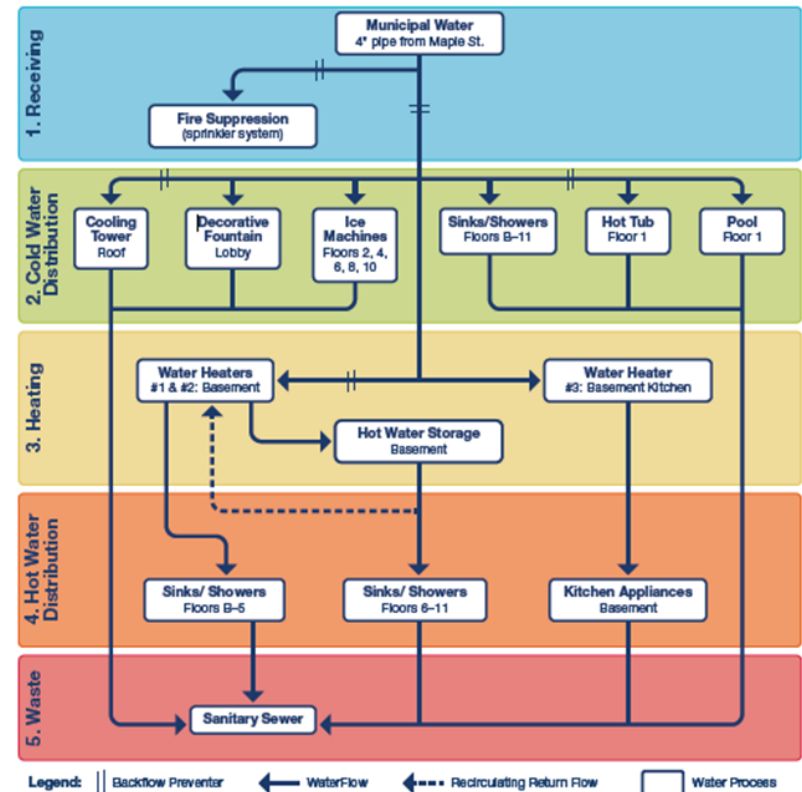 1. Receiving
Municipal Water
4" pipe from Maple St.
Fire Suppression
(sprinkler system)
2. Cold Water
Distribution
Cooling
Tower
Roof
Decorative
Fountain
Lobby
Ice
Machines
Floors 2, 4,
6, 8, 10
Sinks/Showers
Floors B–11
Hot Tub
Floor 1
Pool
Floor 1
3. Heating
Water Heaters
#1 & #2: Basement
Water Heater
#3: Basement Kitchen
Hot Water Storage
Basement
4. Hot Water
Distribution
Sinks/ Showers
Floors B–5
Sinks/ Showers
Floors 6–11
Kitchen Appliances
Basement
5. Waste
Sanitary Sewer
Legend: Backflow Preventer WaterFlow Recirculating Return Flow Water Process